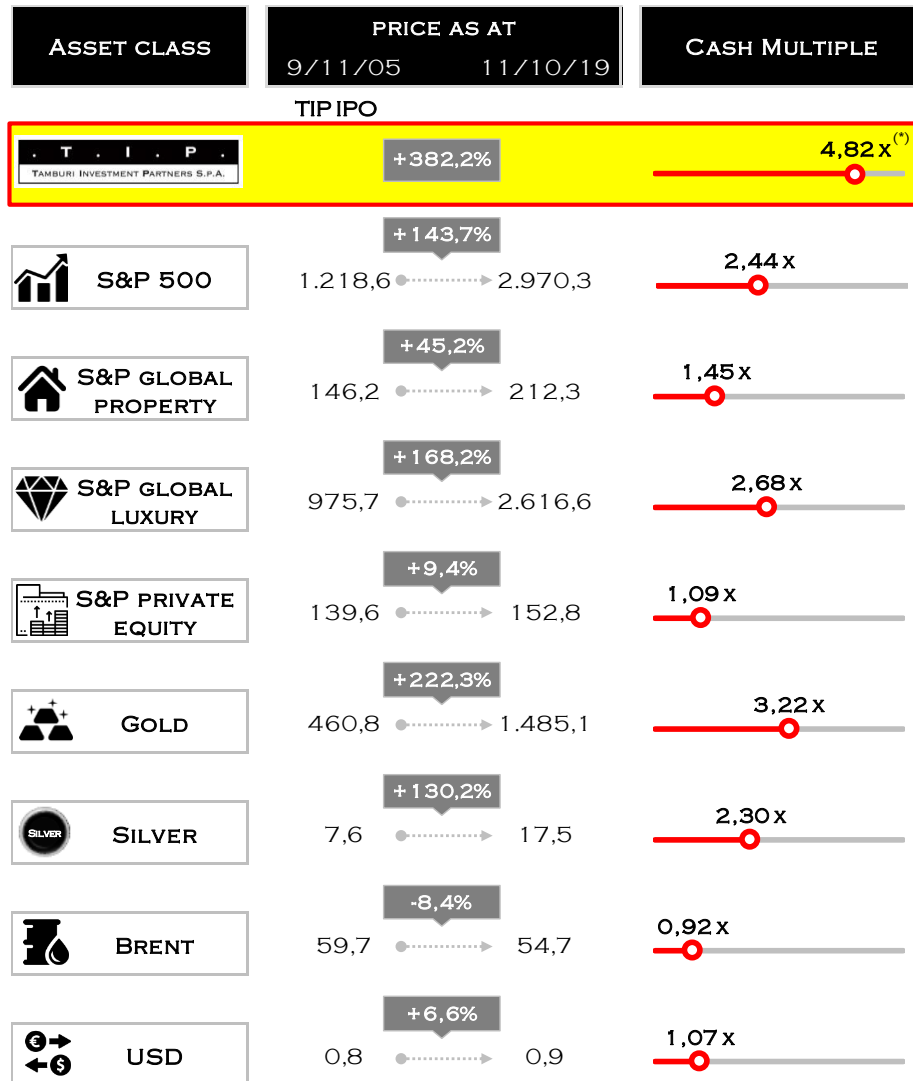 ASSET CLASS
PRICE AS AT
9/11/05 11/10/19
CASH MULTIPLE
TIP IPO
. T . I . P .
TAMBURI INVESTMENT PARTNERS S.P.A.
+382,2%
4,82 x(*)
+143,7%
S&P 500
1.218,6 2.970,3
2,44 x
+45,2%
S&P GLOBAL
PROPERTY
146,2 212,3
1,45 x
+168,2%
S&P GLOBAL
LUXURY
975,7 2.616,6
2,68 x
+9,4%
S&P PRIVATE
EQUITY
139,6 152,8
1,09 x
+222,3%
GOLD
460,8 1.485,1
3,22 x
+130,2%
SILVER
SILVER
7,6 17,5
2,30 x
-8,4%
BRENT
59,7 54,7
0,92 x
+6,6%
€
$
USD
0,8 0,9
1,07 x